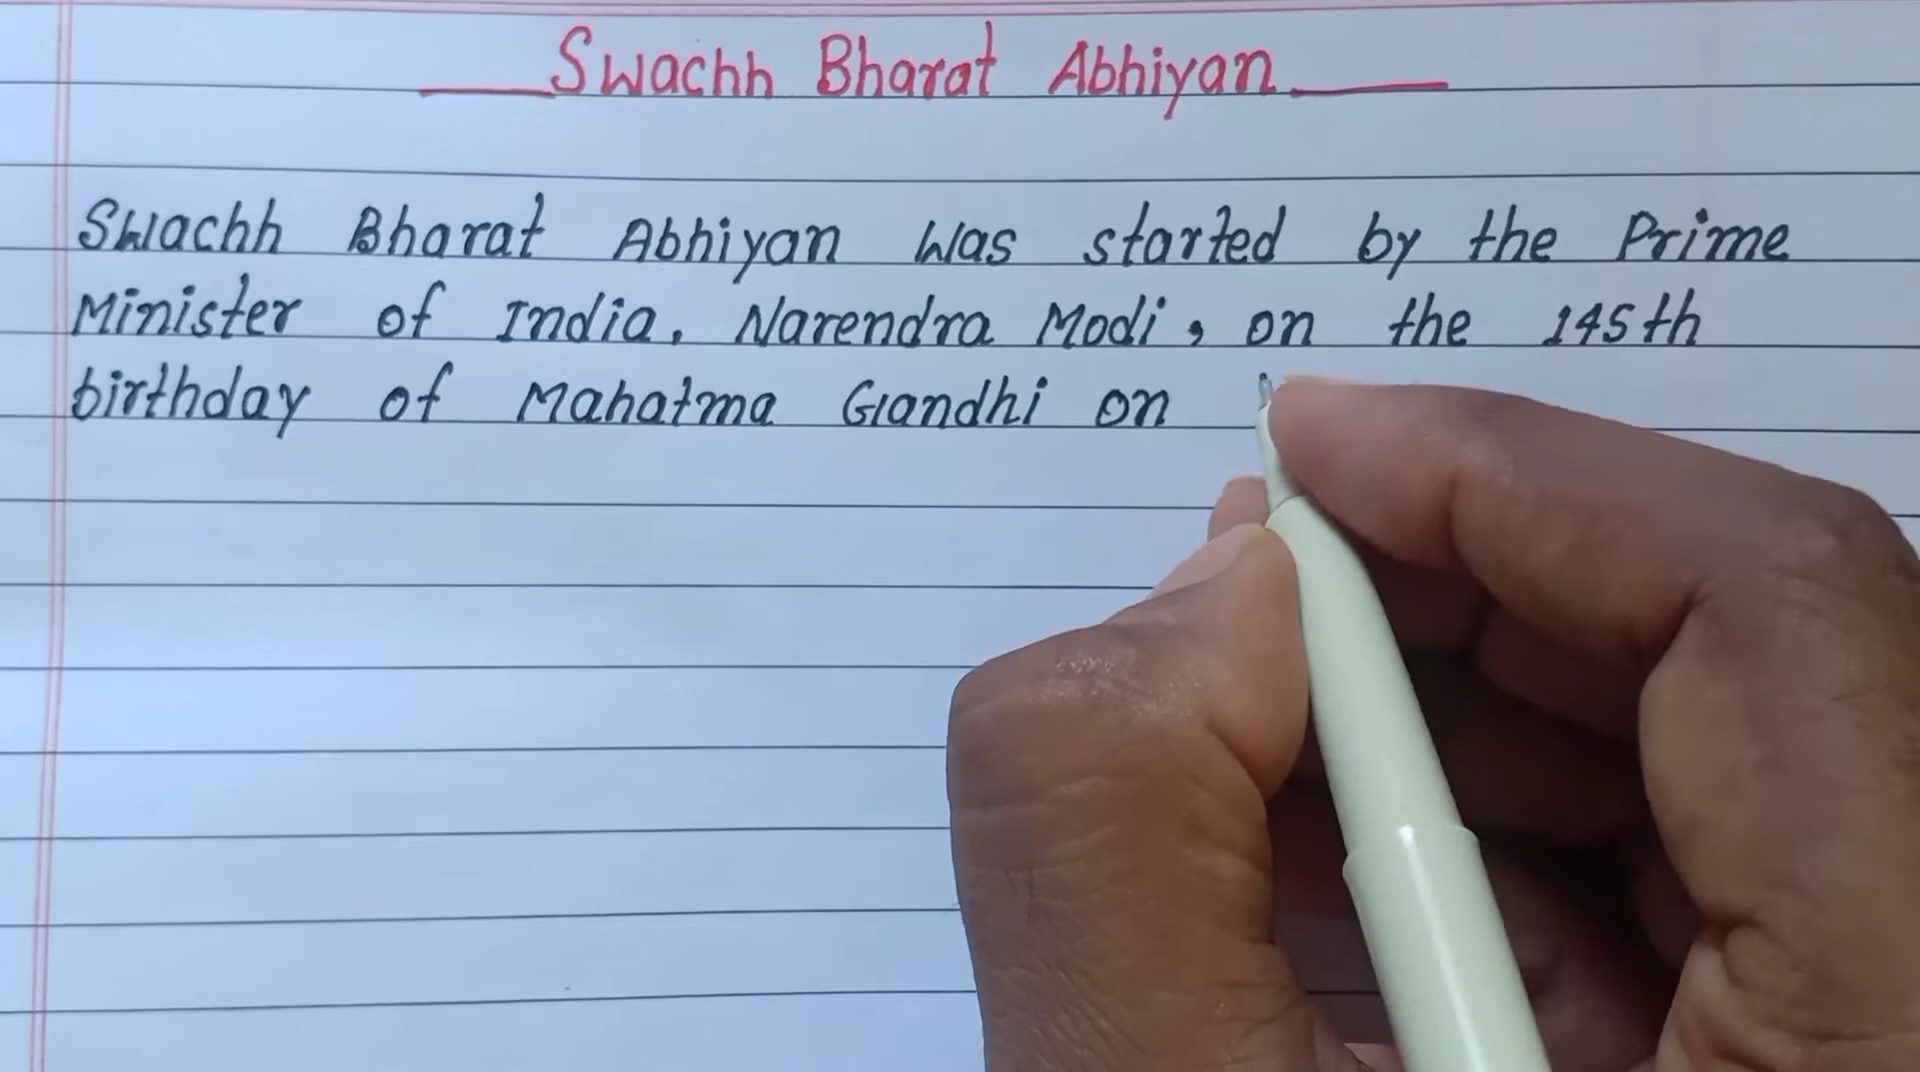 Swachh Bharat Abhiyan
Swachh Bharat Abhiyan was started by the Prime
Minister of India, Narendra Modi, on the 145th
birthday of Mahatma Gandhi on